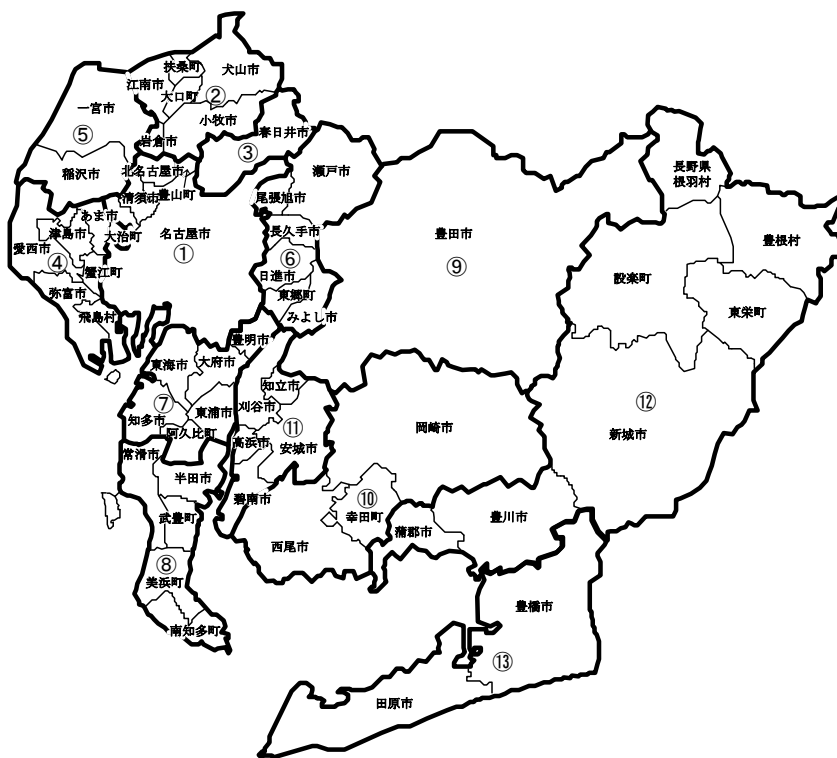 扶桑町
犬山市
江南市
大口町
②
一宮市
小牧市
⑤
岩倉市
春日井市
③
稲沢市
北名古屋市
瀬戸市
清須市
豊山町
尾張旭市
長野県
根羽村
あま市
津島市
大治町
名古屋市
長久手市
豊田市
豊根村
愛西市
④
①
⑥
⑨
蟹江町
日進市
設楽町
弥富市
東郷町
飛島村
みよし市
東栄町
豊明市
東海市
大府市
知立市
⑦
知多市
東浦市
刈谷市
⑪
⑫
阿久比町
高浜市
安城市
岡崎市
新城市
常滑市
半田市
碧南市
⑩
武豊町
幸田町
豊川市
西尾市
蒲郡市
⑧
美浜町
豊橋市
南知多町
⑬
田原市